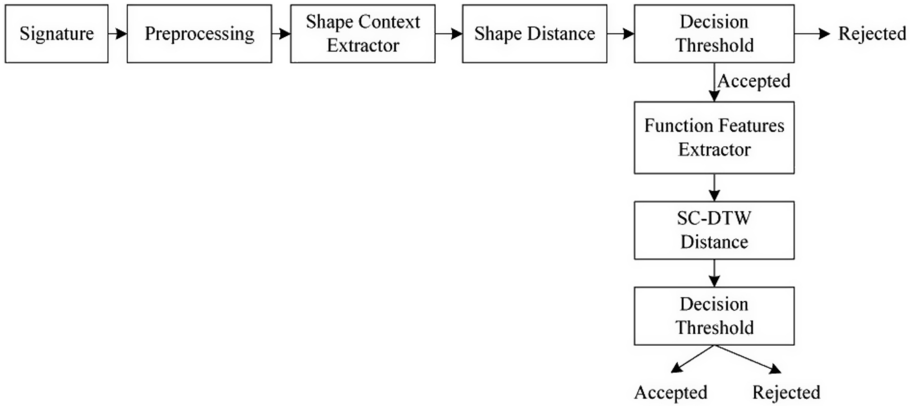 Signature
Preprocessing
Shape Context
Extractor
Shape Distance
Decision
Threshold
Rejected
Accepted
Function Features
Extractor
SC-DTW
Distance
Decision
Threshold
Accepted
Rejected